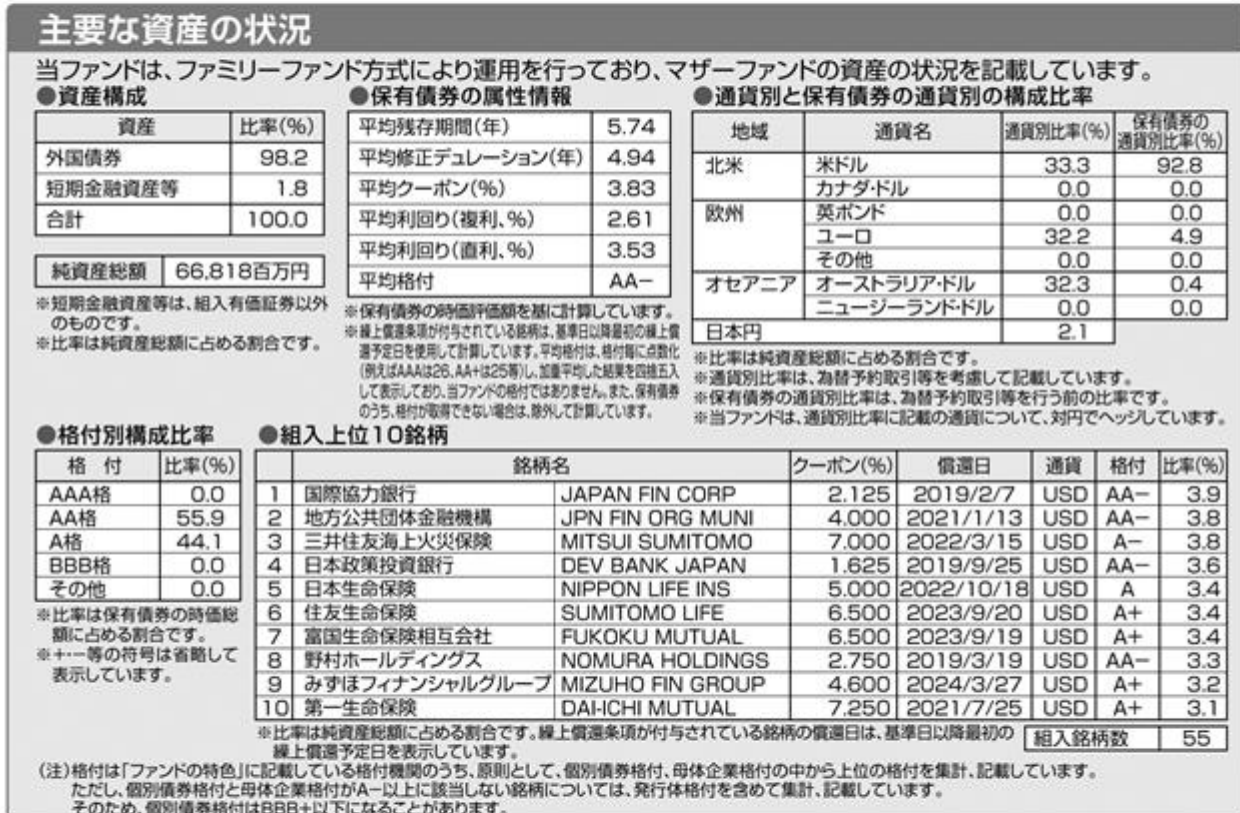 主要な資産の状況
当ファンドは、ファミリーファンド方式により運用を行っており、マザーファンドの資産の状況を記載しています。
●資産構成
資産 比率(%)
外国債券 98.2
短期金融資産等 1.8
合計 100.0
純資産総額 66,818百万円
※短期金融資産等は、組入有価証券以外
のものです。
※比率は純資産総額に占める割合です。
●保有債券の属性情報
平均残存期間(年) 5.74
平均修正デュレーション(年) 4.94
平均クーポン(%) 3.83
平均利回り(複利、%) 2.61
平均利回り(直利、%) 3.53
平均格付 AA−
※保有債券の時価評価額を基に計算しています。
※繰上償還条項が付与されている銘柄は、基準日以降最初の繰上償
還予定日を使用して計算しています。平均格付は、格付毎に点数化
(例えばAAAは26、AA+は25等)し、加重平均した結果を四捨五入
して表示しており、当ファンドの格付ではありません。また、保有債券
のうち、格付が取得できない場合は、除外して計算しています。
●通貨別と保有債券の通貨別の構成比率
地域 通貨名 通貨別比率(%) 保有債券の
通貨別比率(%)
北米 米ドル 33.3 92.8
カナダ・ドル 0.0 0.0
欧州 英ポンド 0.0 0.0
ユーロ 32.2 4.9
その他 0.0 0.0
オセアニア オーストラリア・ドル 32.3 0.4
ニュージーランド・ドル 0.0 0.0
日本円 2.1
※比率は純資産総額に占める割合です。
※通貨別比率は、為替予約取引等を考慮して記載しています。
※保有債券の通貨別比率は、為替予約取引等を行う前の比率です。
※当ファンドは、通貨別比率に記載の通貨について、対円でヘッジしています。
●格付別構成比率
格 付 比率(%)
AAA格 0.0
AA格 55.9
A格 44.1
BBB格 0.0
その他 0.0
※比率は保有債券の時価総
額に占める割合です。
※+・−等の符号は省略して
表示しています。
●組入上位10銘柄
銘柄名 クーポン(%) 償還日 通貨 格付 比率(%)
1 国際協力銀行 JAPAN FIN CORP 2.125 2019/2/7 USD AA− 3.9
2 地方公共団体金融機構 JPN FIN ORG MUNI 4.000 2021/1/13 USD AA− 3.8
3 三井住友海上火災保険 MITSUI SUMITOMO 7.000 2022/3/15 USD A− 3.8
4 日本政策投資銀行 DEV BANK JAPAN 1.625 2019/9/25 USD AA− 3.6
5 日本生命保険 NIPPON LIFE INS 5.000 2022/10/18 USD A 3.4
6 住友生命保険 SUMITOMO LIFE 6.500 2023/9/20 USD A+ 3.4
7 富国生命保険相互会社 FUKOKU MUTUAL 6.500 2023/9/19 USD A+ 3.4
8 野村ホールディングス NOMURA HOLDINGS 2.750 2019/3/19 USD AA− 3.3
9 みずほフィナンシャルグループ MIZUHO FIN GROUP 4.600 2024/3/27 USD A+ 3.2
10 第一生命保険 DAI-ICHI MUTUAL 7.250 2021/7/25 USD A+ 3.1
※比率は純資産総額に占める割合です。繰上償還条項が付与されている銘柄の償還日は、基準日以降最初の
繰上償還予定日を表示しています。
組入銘柄数 55
(注)格付は「ファンドの特色」に記載している格付機関のうち、原則として、個別債券格付、母体企業格付の中から上位の格付を集計、記載しています。
ただし、個別債券格付と母体企業格付がA−以上に該当しない銘柄については、発行体格付を含めて集計、記載しています。
そのため、個別債券格付はBBB+以下になることがあります。